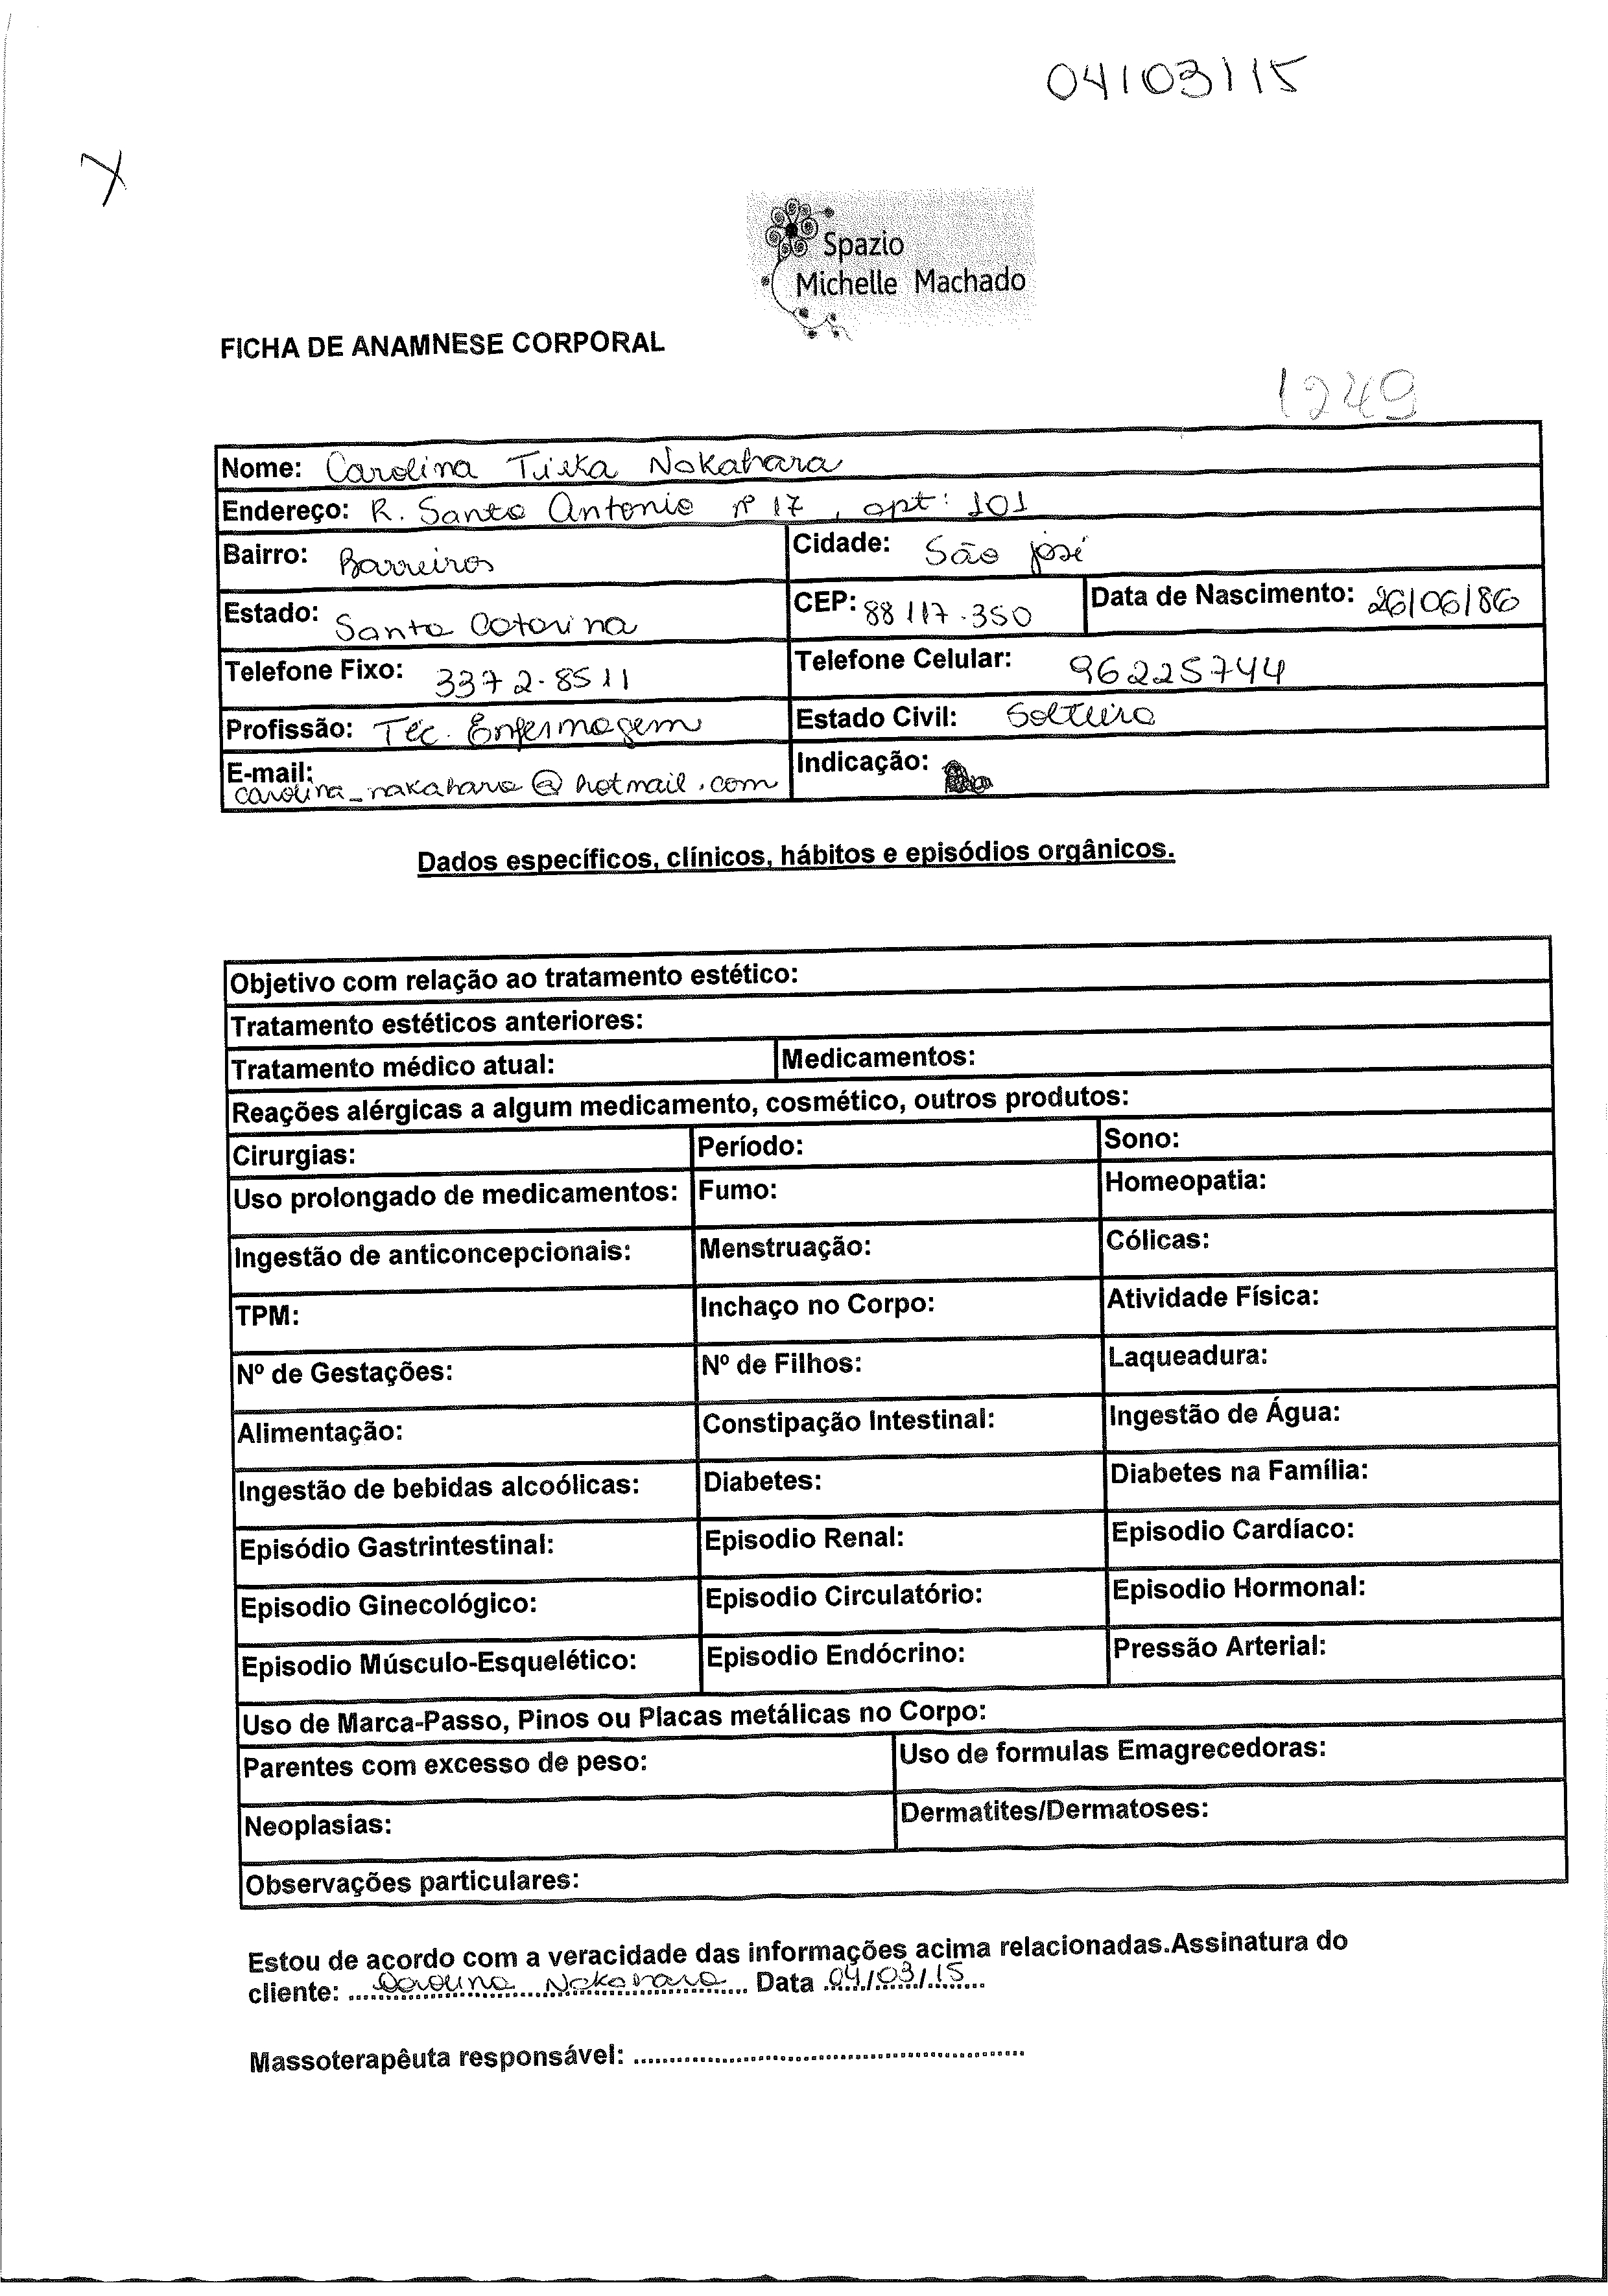 04/03/15
Spazio
Michelle Machado
FICHA DE ANAMNESE CORPORAL
1249
Nome: Carolina Nakahara
Endereço: R. Santo Antonio nº 17, apt: 101
Bairro: Barreiros Cidade: São José
Estado: Santa Catarina CEP: 88117-350 Data de Nascimento: 26/06/86
Telefone Fixo: 3372-8511 Telefone Celular: 96225744
Profissão: Téc. Enfermagem Estado Civil: Solteira
E-mail: Indicação:
carolina_nakahara@hotmail.com
Dados específicos, clínicos, hábitos e episódios orgânicos.
Objetivo com relação ao tratamento estético:
Tratamento estéticos anteriores:
Tratamento médico atual: Medicamentos:
Reações alérgicas a algum medicamento, cosmético, outros produtos:
Cirurgias: Período: Sono:
Uso prolongado de medicamentos: Fumo: Homeopatia:
Ingestão de anticoncepcionais: Menstruação: Cólicas:
TPM: Inchaço no Corpo: Atividade Física:
Nº de Gestações: Nº de Filhos: Laqueadura:
Alimentação: Constipação Intestinal: Ingestão de Água:
Ingestão de bebidas alcoólicas: Diabetes: Diabetes na Família:
Episódio Gastrintestinal: Episodio Renal: Episodio Cardíaco:
Episodio Ginecológico: Episodio Circulatório: Episodio Hormonal:
Episodio Músculo-Esquelético: Episodio Endócrino: Pressão Arterial:
Uso de Marca-Passo, Pinos ou Placas metálicas no Corpo:
Parentes com excesso de peso: Uso de formulas Emagrecedoras:
Neoplasias: Dermatites/Dermatoses:
Observações particulares:
Estou de acordo com a veracidade das informações acima relacionadas.Assinatura do
cliente: Carolina Nakahara Data 04/03/15
Massoterapêuta responsável: